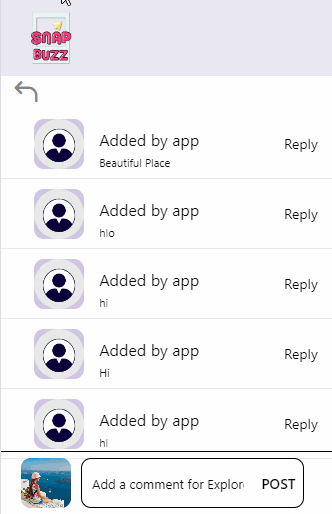 SNAP
BUZZ
Added by app
Reply
Beautiful Place
Added by app
Reply
hlo
Added by app
Reply
hi
Added by app
Reply
Hi
Added by app
Reply
hi
Add a comment for Explor
POST